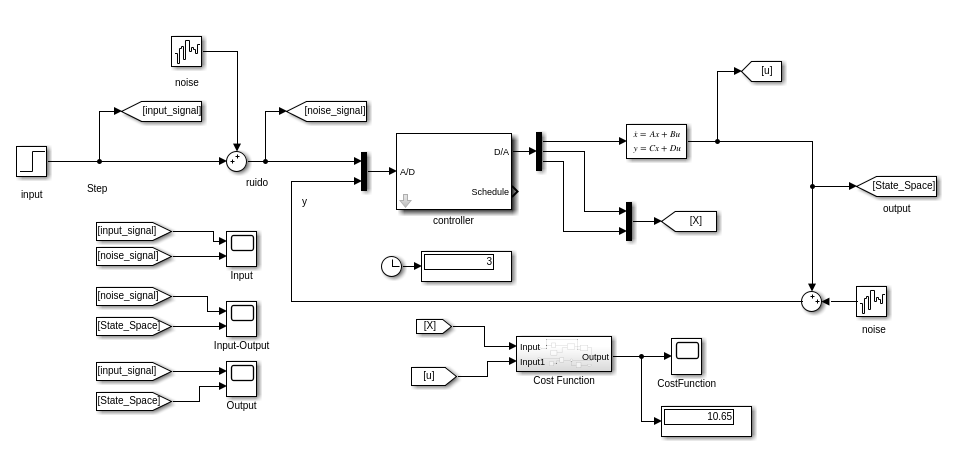 noise
[u]
[input_signal]
[noise_signal]
ẋ = Ax + Bu
y = Cx + Du
D/A
A/D
Schedule
controller
input
Step
ruido
y
[State_Space]
output
[X]
[input_signal]
[noise_signal]
Input
3
[noise_signal]
[State_Space]
Input-Output
noise
[X]
[u]
Input
Input1
Output
Cost Function
CostFunction
[input_signal]
[State_Space]
Output
10.65